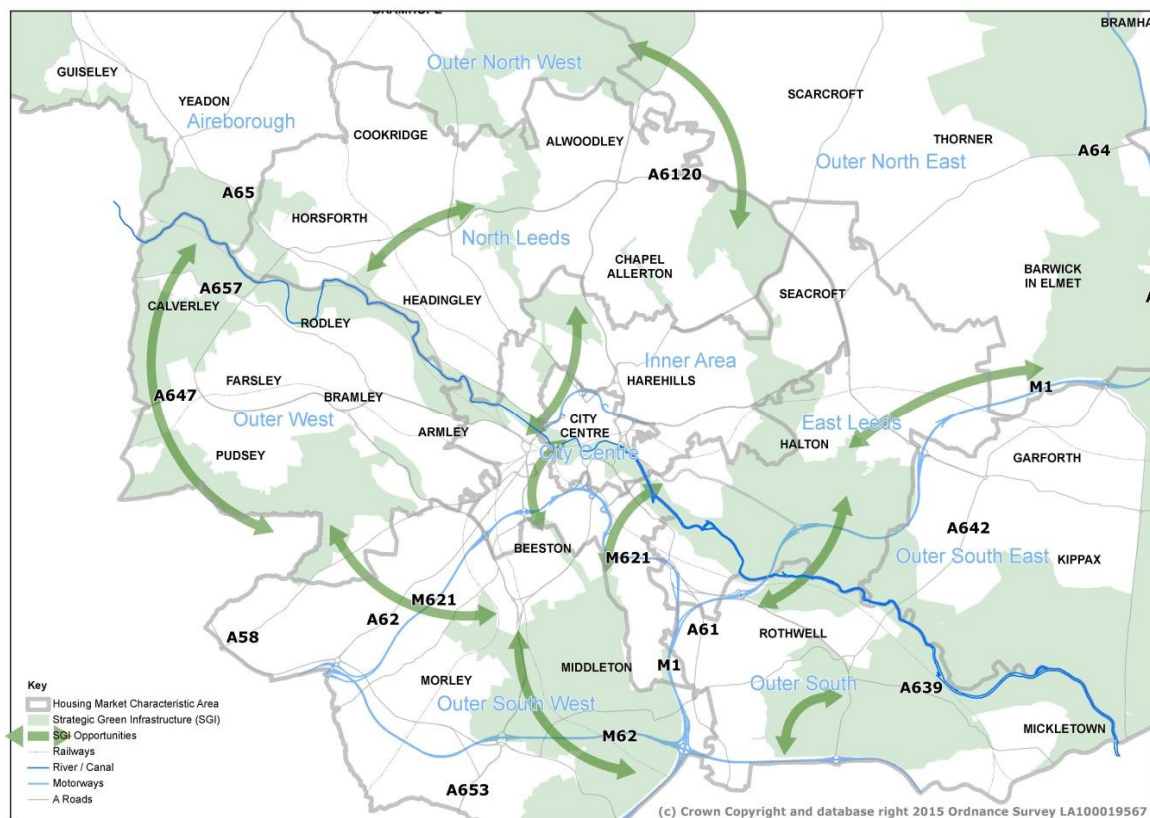 BRAMHOPE
BRAMHA
Outer North West
GUISELEY
YEADON
Aireborough
COOKRIDGE
ALWOODLEY
SCARCROFT
THORNER
Outer North East
A64
A65
A6120
HORSFORTH
North Leeds
CHAPEL
ALLERTON
BARWICK
IN ELMET
SEACROFT
A657
CALVERLEY
HEADINGLEY
RODLEY
Inner Area
HAREHILLS
FARSLEY
A647
BRAMLEY
Outer West
M1
ARMLEY
CITY
CENTRE
East Leeds
HALTON
City Centre
PUDSEY
GARFORTH
A642
BEESTON
M621
Outer South East
KIPPAX
M621
A62
A58
A61
ROTHWELL
MIDDLETON
M1
MORLEY
Outer South West
Outer South
A639
M62
MICKLETOWN
A653
Key
Housing Market Characteristic Area
Strategic Green Infrastructure (SGI)
SGI Opportunities
Railways
River / Canal
Motorways
A Roads
(c) Crown Copyright and database right 2015 Ordnance Survey LA100019567